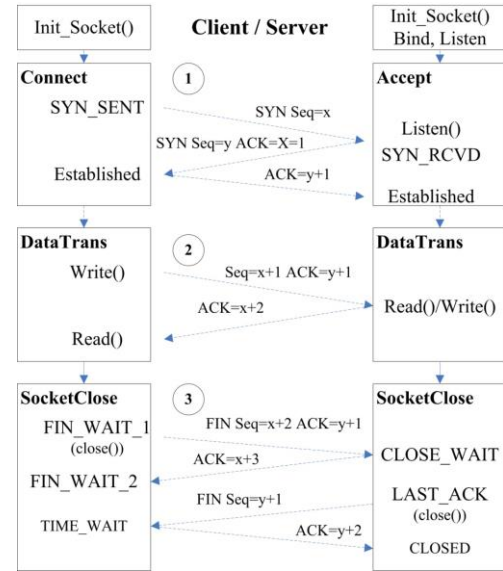 Init_Socket()
Client / Server
Init_Socket()
Bind, Listen
Connect
1
Accept
SYN_SENT
SYN Seq=x
Listen()
SYN Seq=y ACK=X=1
SYN_RCVD
Established
ACK=y+1
Established
DataTrans
2
DataTrans
Write()
Seq=x+1 ACK=y+1
ACK=x+2
Read()/Write()
Read()
SocketClose
3
SocketClose
FIN_WAIT_1
(close())
FIN Seq=x+2 ACK=y+1
CLOSE_WAIT
ACK=x+3
FIN_WAIT_2
FIN Seq=y+1
LAST_ACK
(close())
TIME_WAIT
ACK=y+2
CLOSED